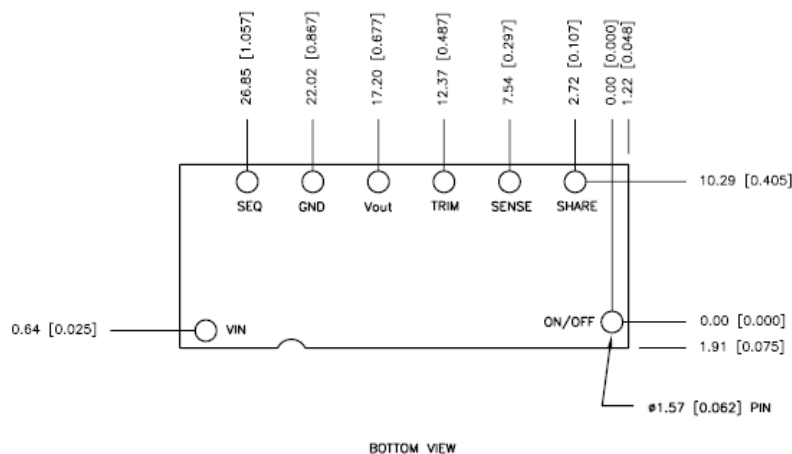 26.85 [1.057]
22.02 [0.867]
17.20 [0.677]
12.37 [0.487]
7.54 [0.297]
2.72 [0.107]
0.00 [0.000]
1.22 [0.048]
10.29 [0.405]
SEQ GND Vout TRIM SENSE SHARE
0.64 [0.025]
VIN
ON/OFF
0.00 [0.000]
1.91 [0.075]
ø1.57 [0.062] PIN
BOTTOM VIEW